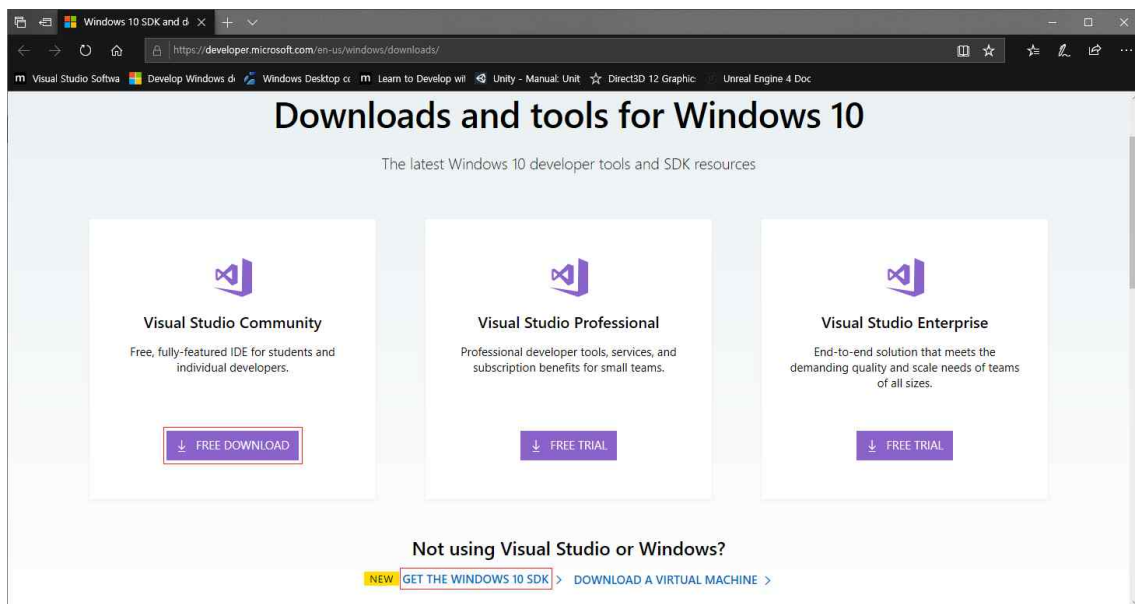 Windows 10 SDK and d
https://developer.microsoft.com/en-us/windows/downloads/
m Visual Studio Softwa Develop Windows d Windows Desktop c m Learn to Develop wit Unity - Manual: Unit Direct3D 12 Graphic Unreal Engine 4 Doc
Downloads and tools for Windows 10
The latest Windows 10 developer tools and SDK resources
Visual Studio Community
Free, fully-featured IDE for students and
individual developers.
FREE DOWNLOAD
Visual Studio Professional
Professional developer tools, services, and
subscription benefits for small teams.
FREE TRIAL
Visual Studio Enterprise
End-to-end solution that meets the
demanding quality and scale needs of teams
of all sizes.
FREE TRIAL
Not using Visual Studio or Windows?
NEW GET THE WINDOWS 10 SDK > DOWNLOAD A VIRTUAL MACHINE >